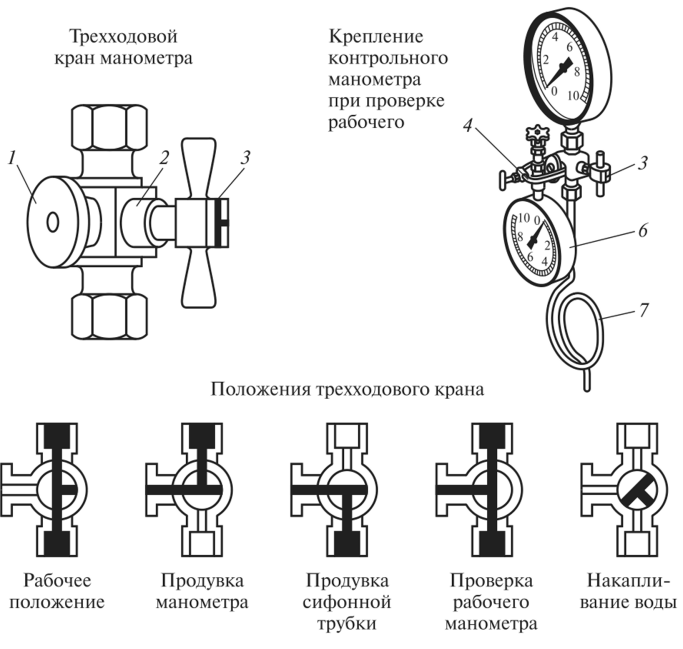 Трехходовой
кран манометра
Крепление
контрольного
манометра
при проверке
рабочего
1
2
3
4
3
6
7
0
2
4
6
8
10
10
0
8
2
6
4
Положения трехходового крана
Рабочее
положение
Продувка
манометра
Продувка
сифонной
трубки
Проверка
рабочего
манометра
Накапли-
вание воды